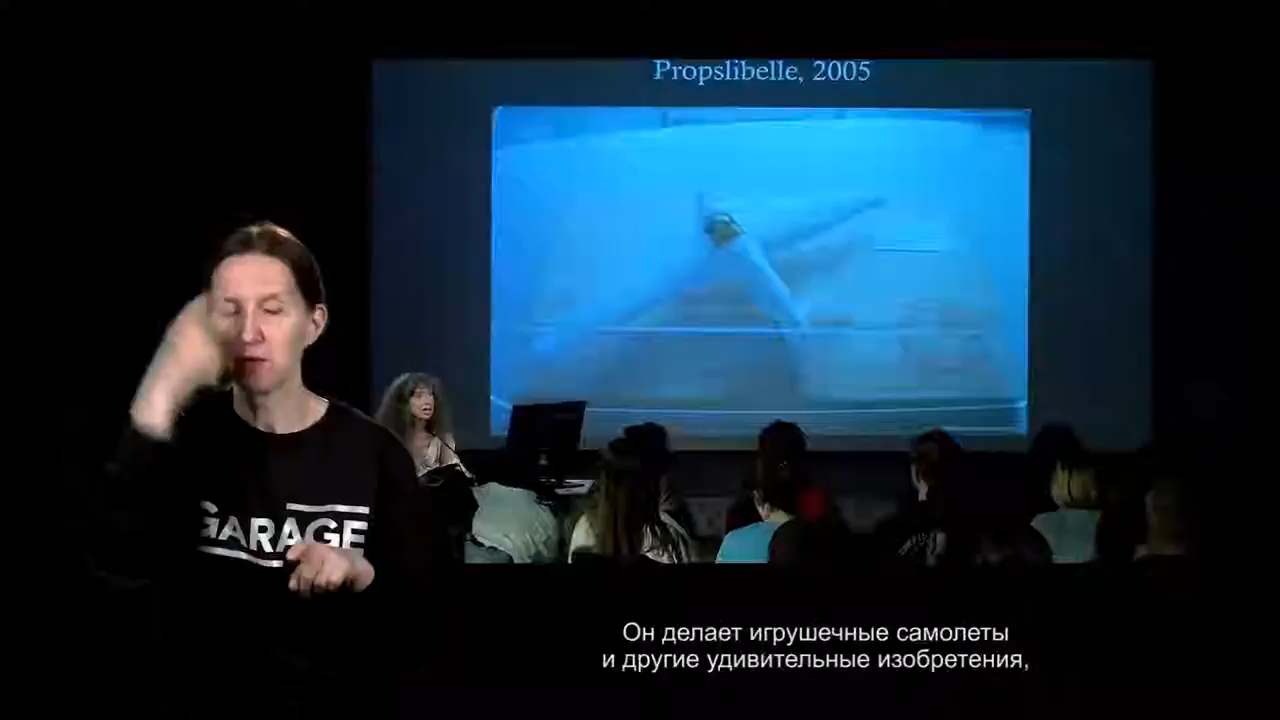 Propslibelle, 2005
GARAGE
Он делает игрушечные самолеты
и другие удивительные изобретения,